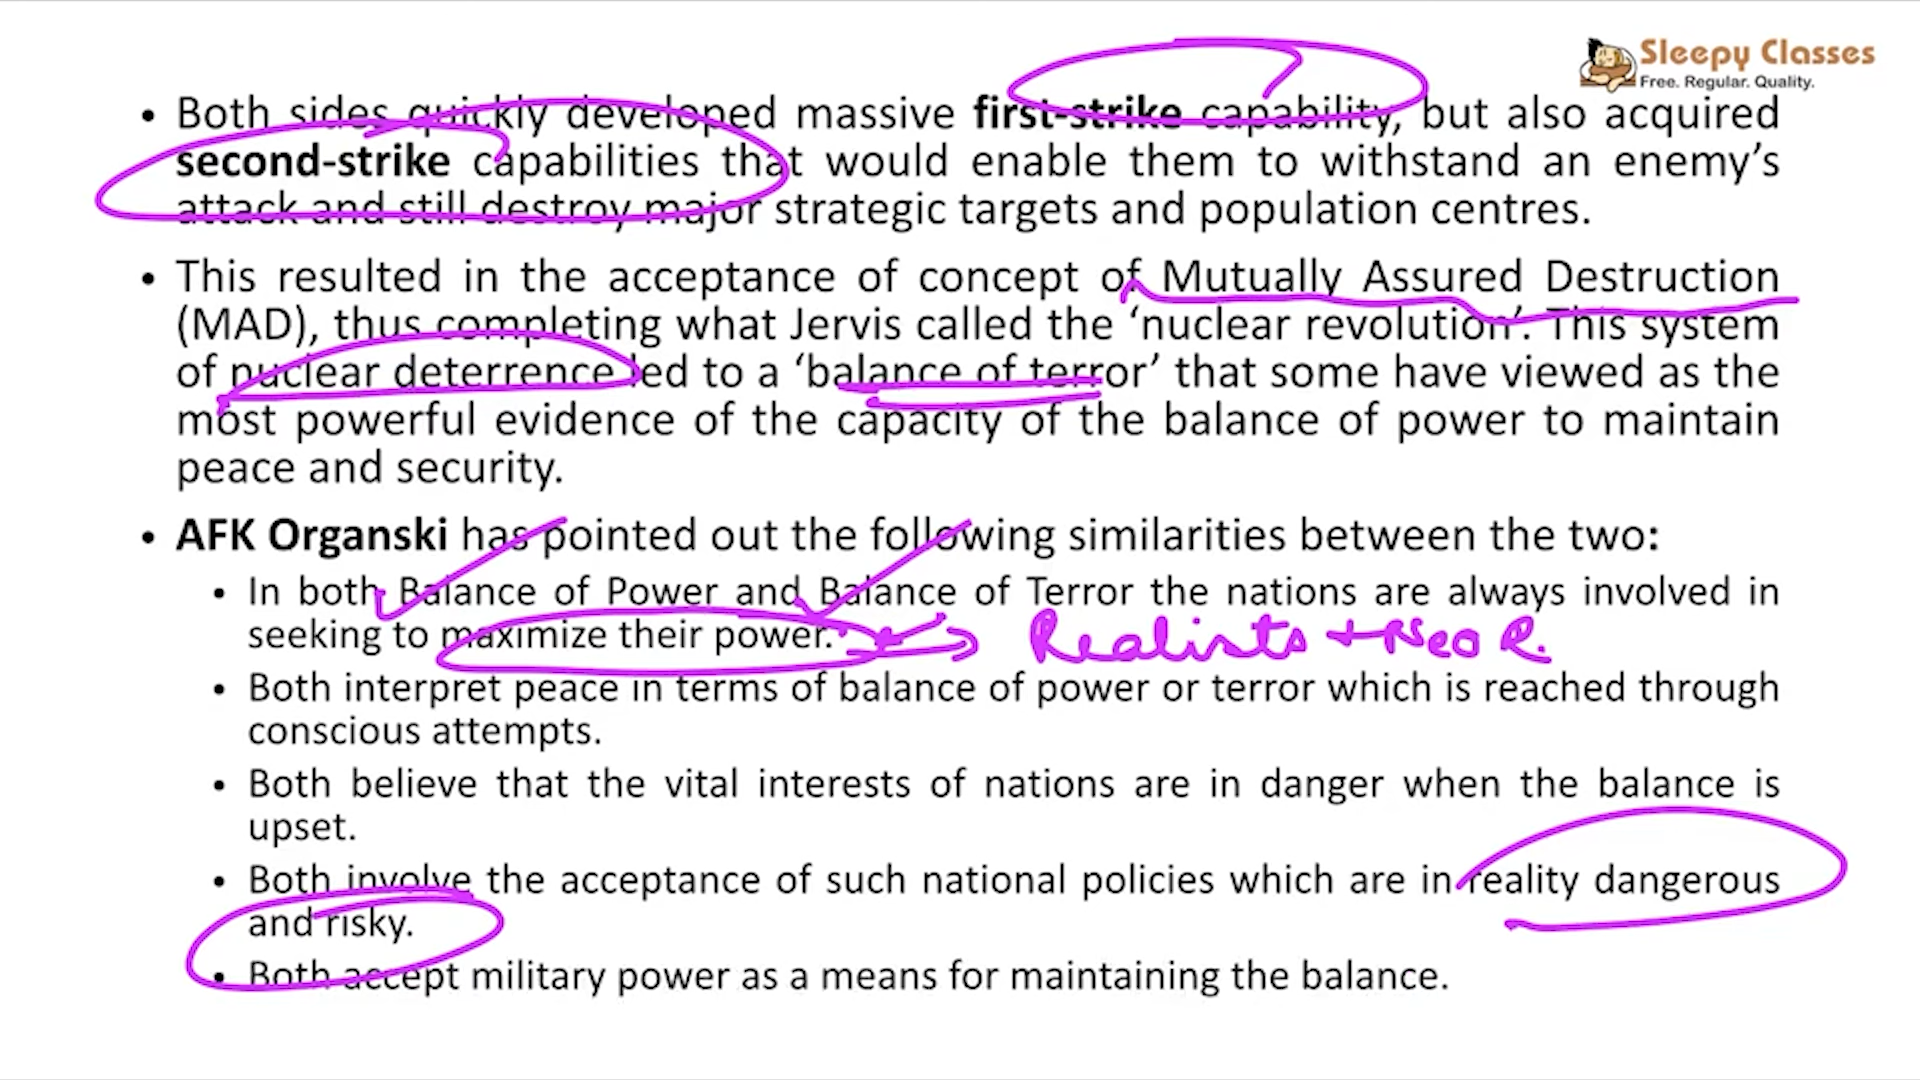 Sleepy Classes
Free. Regular. Quality.
• Both sides quickly developed massive first-strike capability, but also acquired
second-strike capabilities that would enable them to withstand an enemy’s
attack and still destroy major strategic targets and population centres.
• This resulted in the acceptance of concept of Mutually Assured Destruction
(MAD), thus completing what Jervis called the ‘nuclear revolution’. This system
of nuclear deterrence led to a ‘balance of terror’ that some have viewed as the
most powerful evidence of the capacity of the balance of power to maintain
peace and security.
• AFK Organski has pointed out the following similarities between the two:
• In both Balance of Power and Balance of Terror the nations are always involved in
seeking to maximize their power. Realists + Neo R.
• Both interpret peace in terms of balance of power or terror which is reached through
conscious attempts.
• Both believe that the vital interests of nations are in danger when the balance is
upset.
• Both involve the acceptance of such national policies which are in reality dangerous
and risky.
• Both accept military power as a means for maintaining the balance.